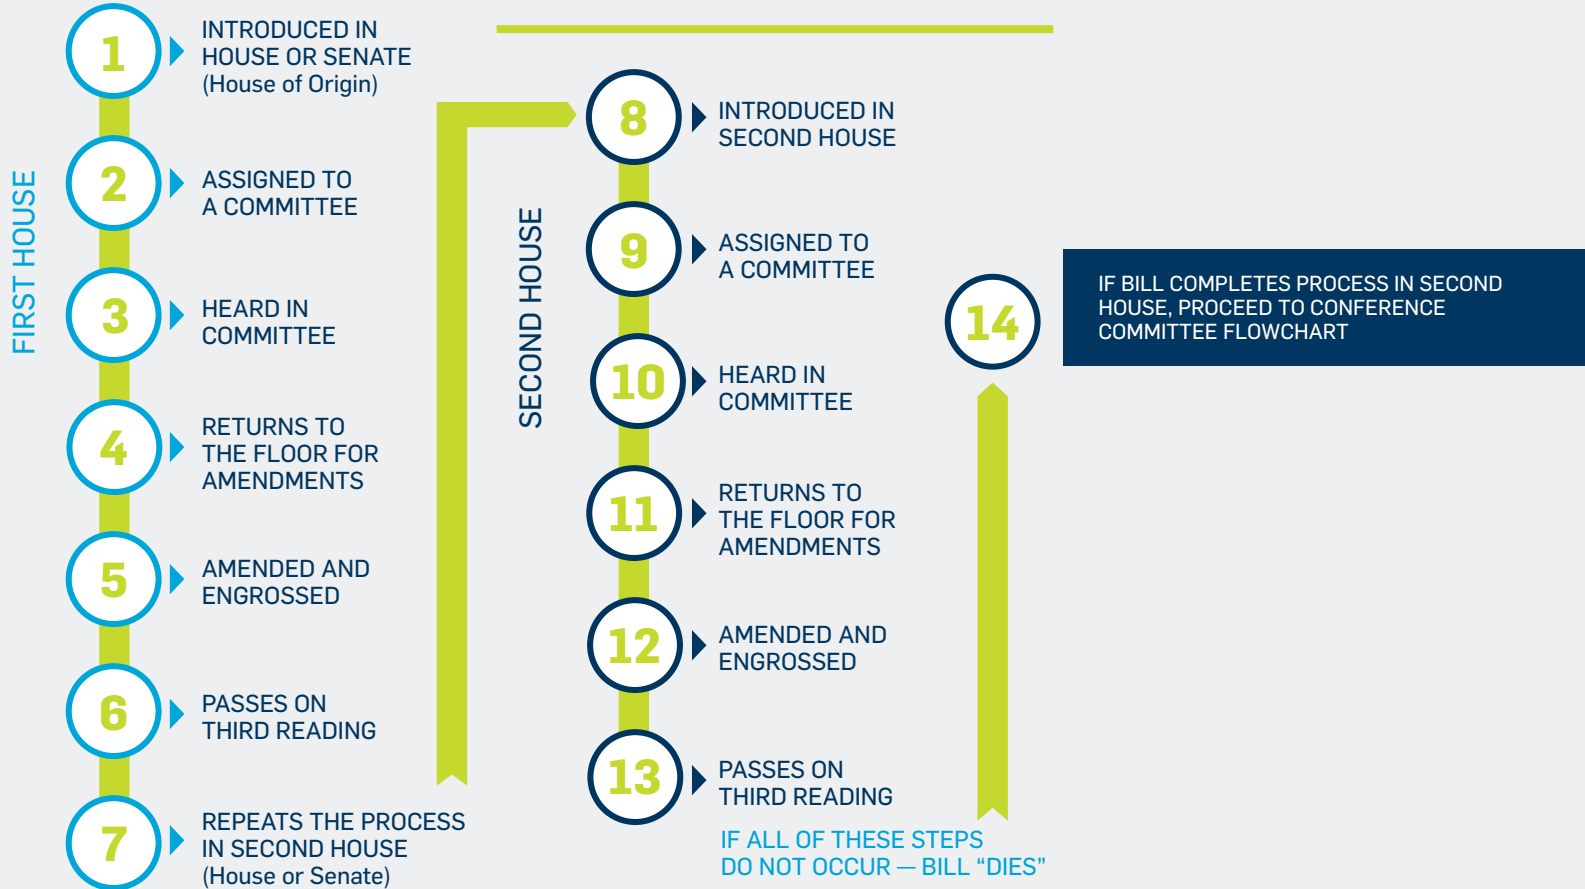 FIRST HOUSE
1
INTRODUCED IN
HOUSE OR SENATE
(House of Origin)
2
ASSIGNED TO
A COMMITTEE
3
HEARD IN
COMMITTEE
4
RETURNS TO
THE FLOOR FOR
AMENDMENTS
5
AMENDED AND
ENGROSSED
6
PASSES ON
THIRD READING
7
REPEATS THE PROCESS
IN SECOND HOUSE
(House or Senate)
SECOND HOUSE
8
INTRODUCED IN
SECOND HOUSE
9
ASSIGNED TO
A COMMITTEE
10
HEARD IN
COMMITTEE
11
RETURNS TO
THE FLOOR FOR
AMENDMENTS
12
AMENDED AND
ENGROSSED
13
PASSES ON
THIRD READING
IF ALL OF THESE STEPS
DO NOT OCCUR — BILL “DIES”
14
IF BILL COMPLETES PROCESS IN SECOND
HOUSE, PROCEED TO CONFERENCE
COMMITTEE FLOWCHART